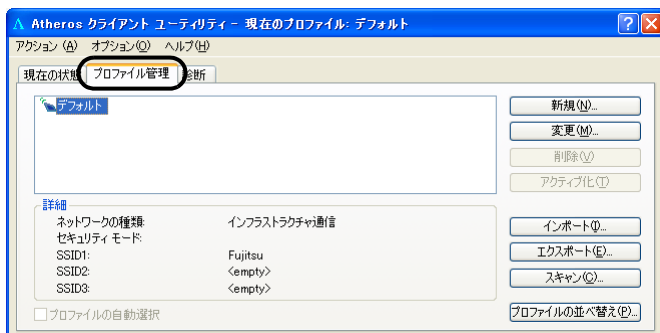 Atheros クライアント ユーティリティ - 現在のプロファイル: デフォルト
アクション (A) オプション(O) ヘルプ(H)
現在の状態 プロファイル管理 診断
デフォルト
新規(N)...
変更(M)...
削除(V)
アクティブ化(T)
詳細
ネットワークの種類: インフラストラクチャ通信
セキュリティ モード:
SSID1: Fujitsu
SSID2: <empty>
SSID3: <empty>
インポート(I)...
エクスポート(E)...
スキャン(C)...
プロファイルの自動選択
プロファイルの並べ替え(P)...